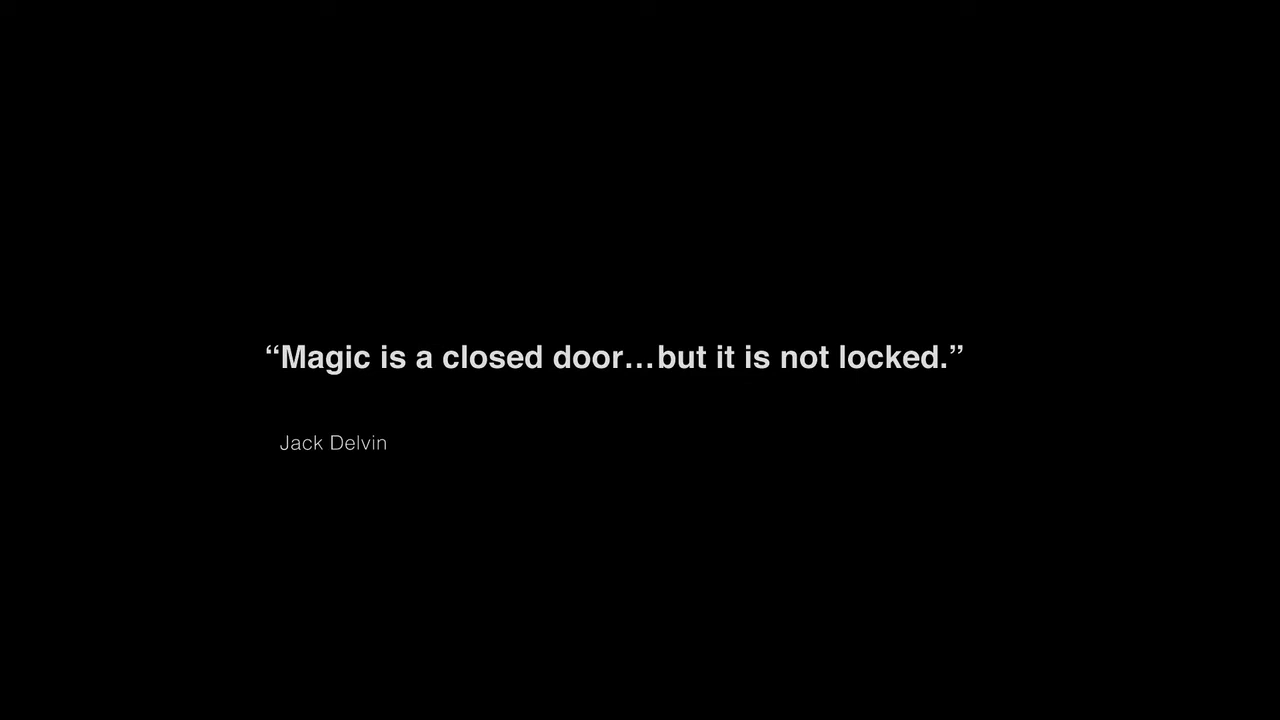 “Magic is a closed door…but it is not locked.”
Jack Delvin